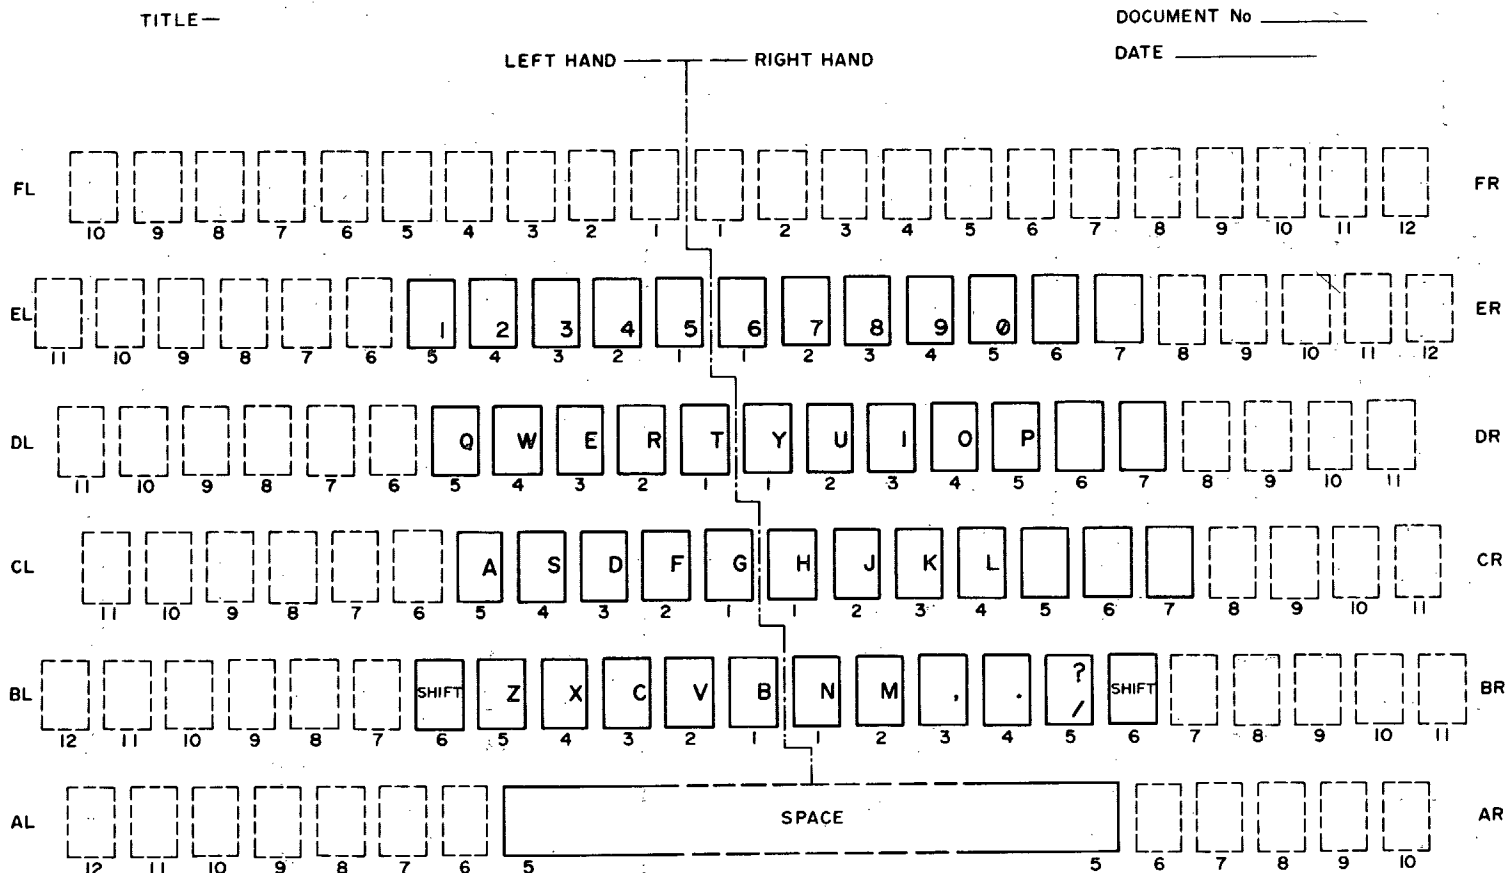 TITLE—
DOCUMENT No
LEFT HAND RIGHT HAND
DATE
FL FR
10 9 8 7 6 5 4 3 2 1 1 2 3 4 5 6 7 8 9 10 11 12
EL 1 2 3 4 5 6 7 8 9 0 ER
11 10 9 8 7 6 5 4 3 2 1 1 2 3 4 5 6 7 8 9 10 11 12
DL Q W E R T Y U I O P DR
11 10 9 8 7 6 5 4 3 2 1 1 2 3 4 5 6 7 8 9 10 11
CL A S D F G H J K L CR
11 10 9 8 7 6 5 4 3 2 1 1 2 3 4 5 6 7 8 9 10 11
BL SHIFT Z X C V B N M , . ? / SHIFT BR
12 11 10 9 8 7 6 5 4 3 2 1 1 2 3 4 5 6 7 8 9 10 11
AL SPACE AR
12 11 10 9 8 7 6 5 5 6 7 8 9 10